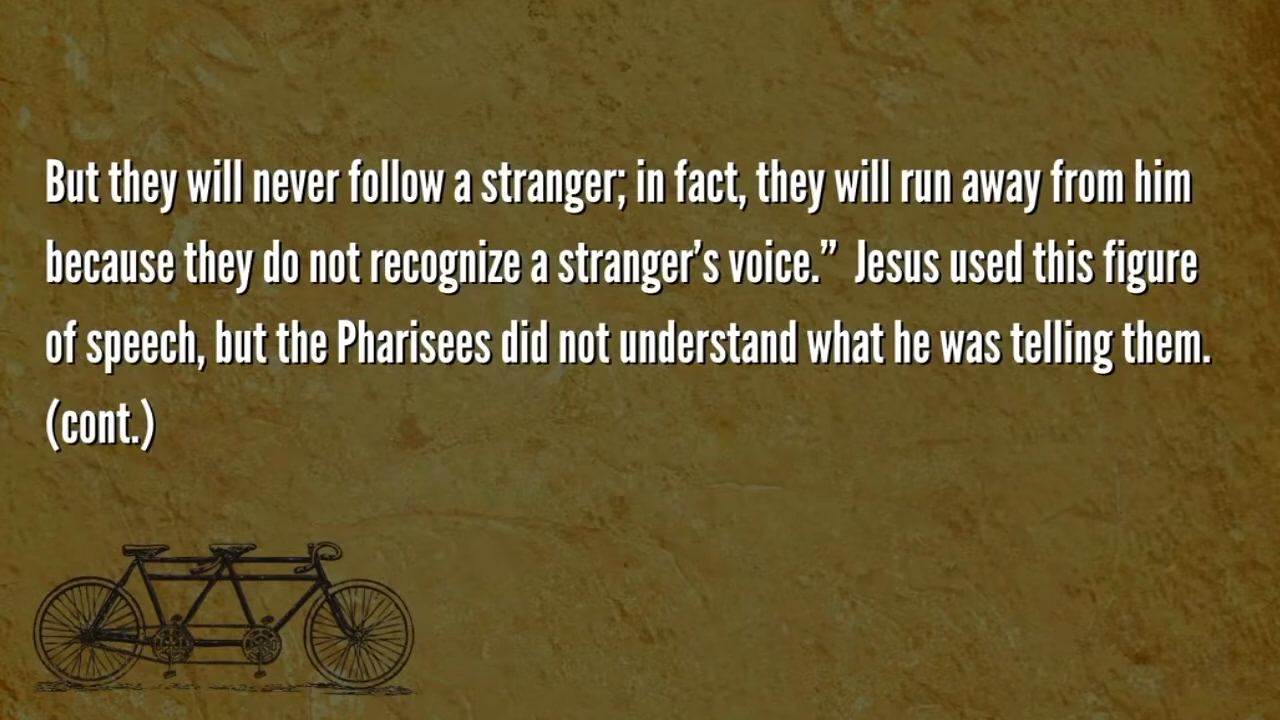 But they will never follow a stranger; in fact, they will run away from him
because they do not recognize a stranger’s voice.”  Jesus used this figure
of speech, but the Pharisees did not understand what he was telling them.
(cont.)